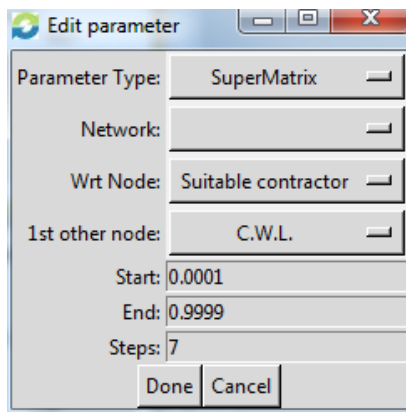 Edit parameter
Parameter Type: SuperMatrix
Network:
Wrt Node: Suitable contractor
1st other node: C.W.L.
Start: 0.0001
End: 0.9999
Steps: 7
Done Cancel